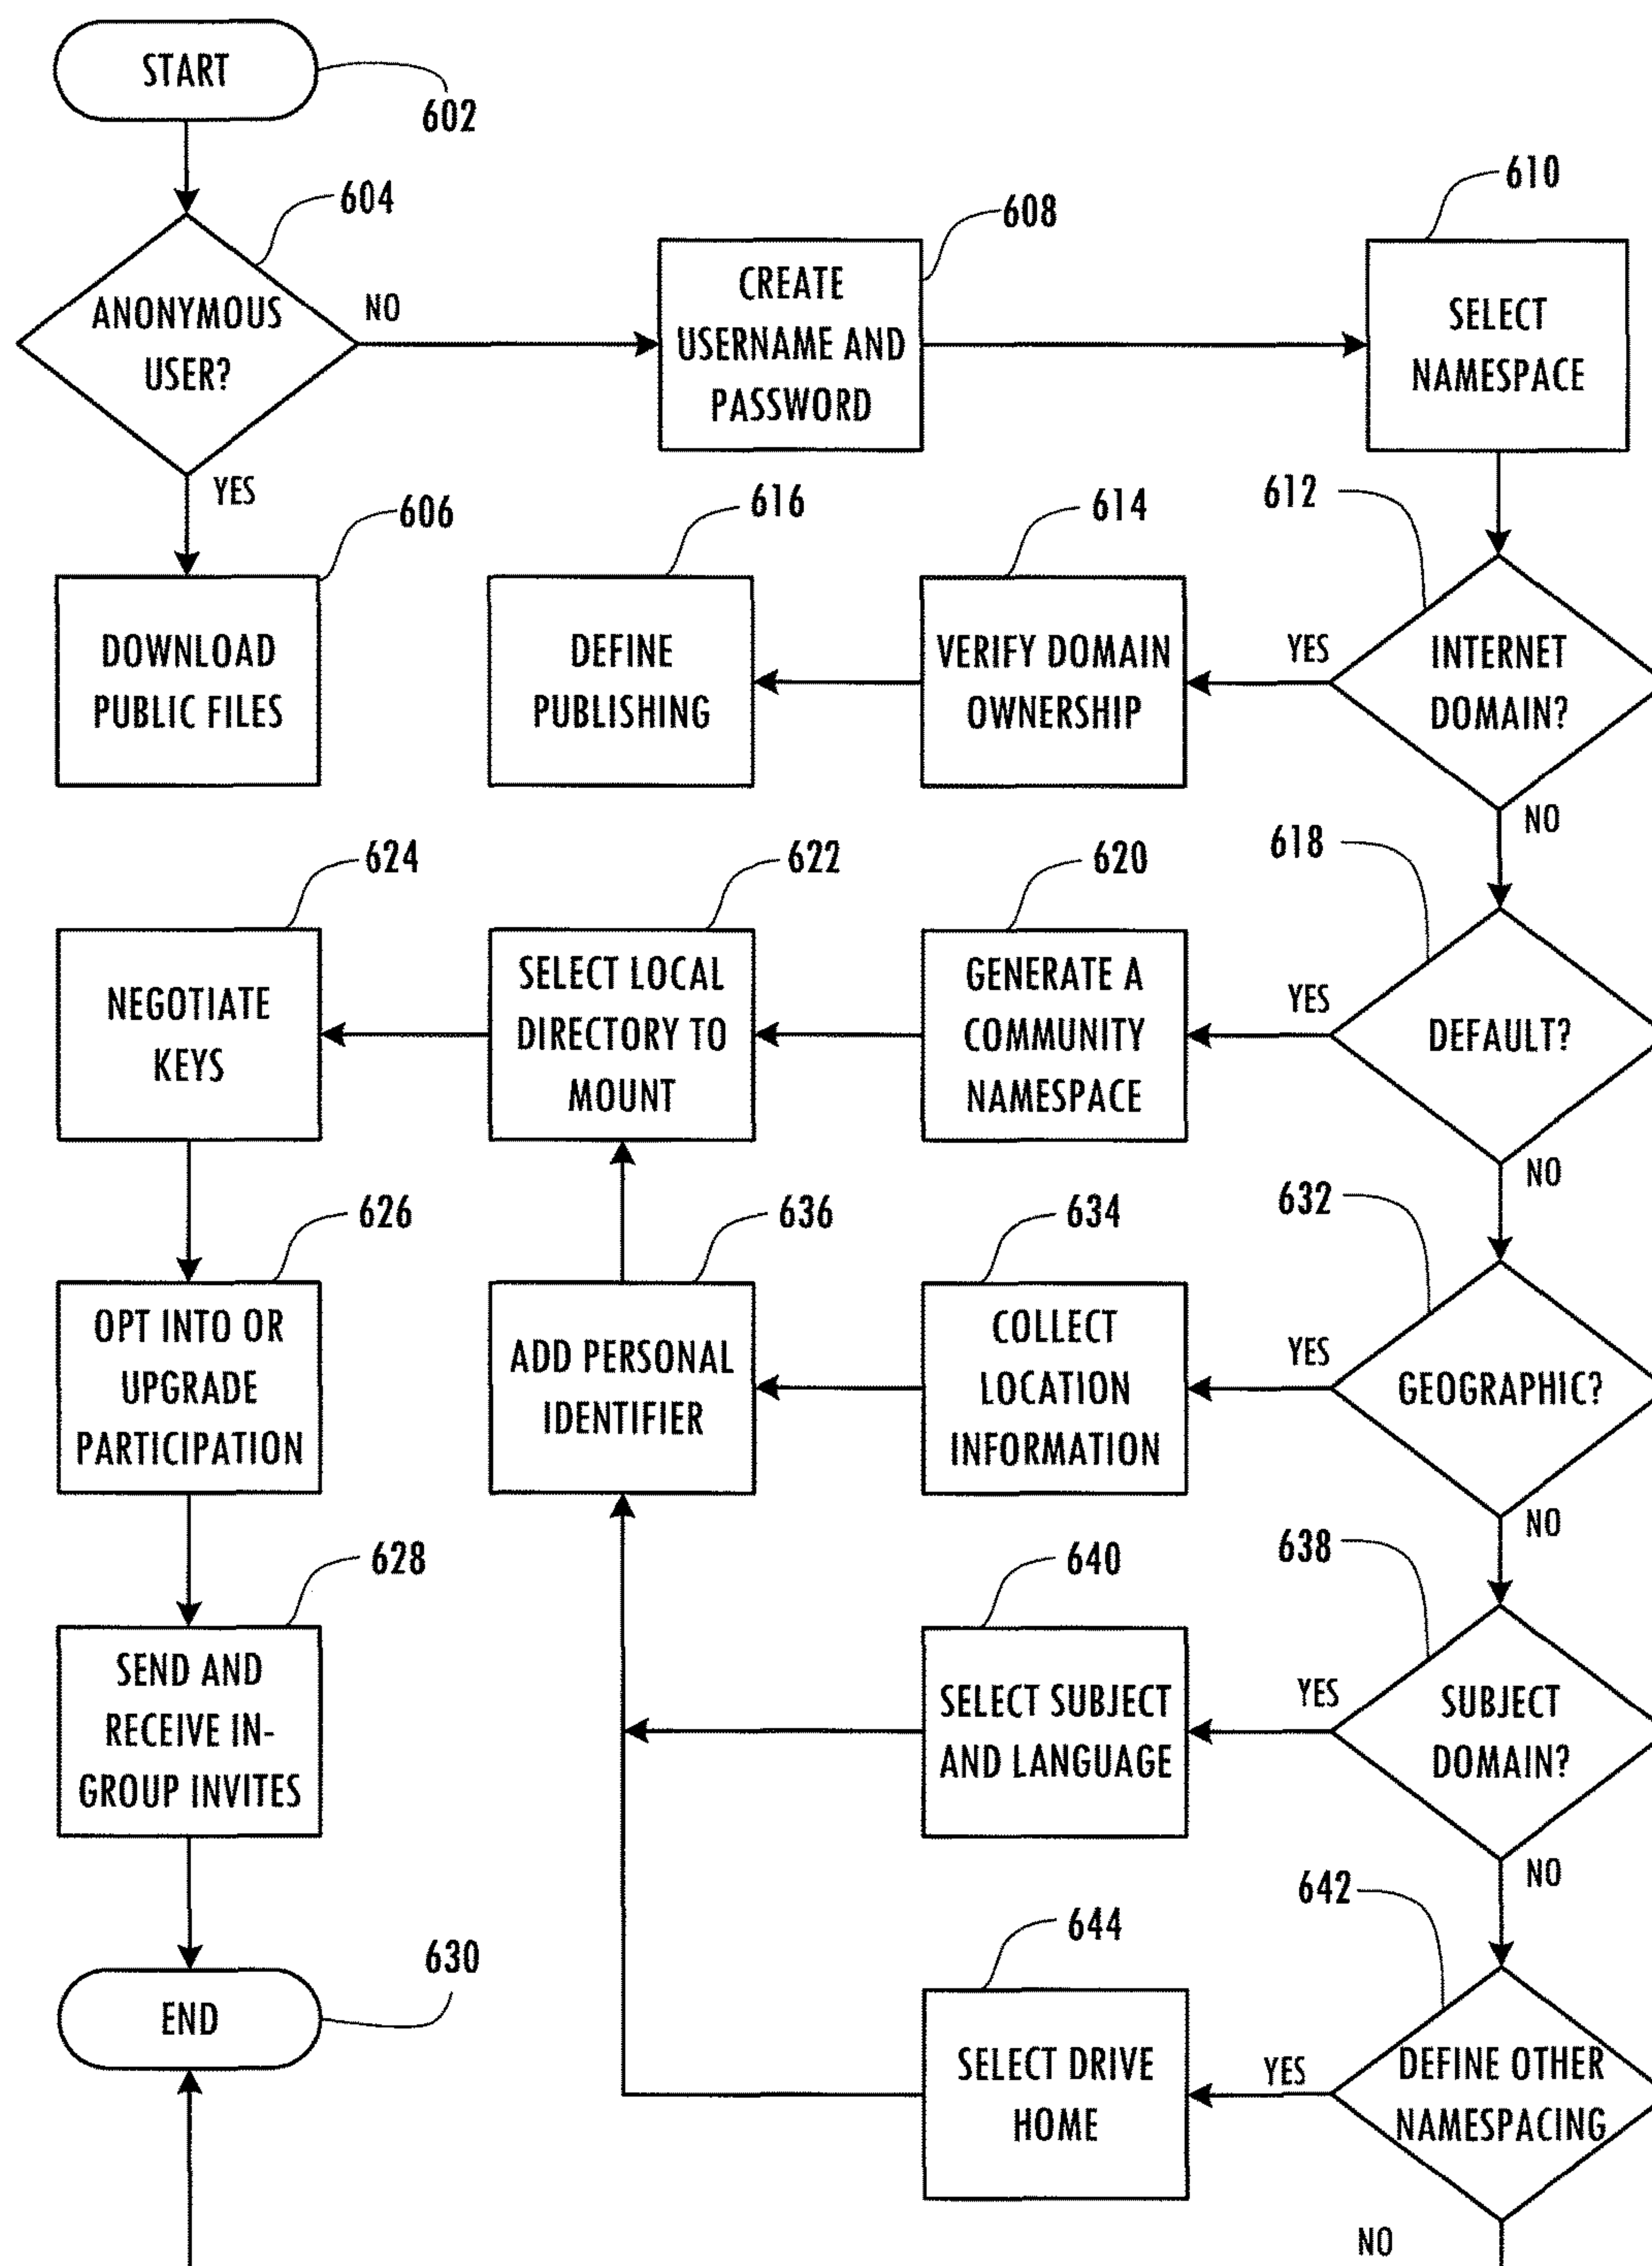 START
602
604
ANONYMOUS
USER?
NO
YES
608
CREATE
USERNAME AND
PASSWORD
610
SELECT
NAMESPACE
606
DOWNLOAD
PUBLIC FILES
616
DEFINE
PUBLISHING
614
VERIFY DOMAIN
OWNERSHIP
612
YES
INTERNET
DOMAIN?
NO
624
NEGOTIATE
KEYS
622
SELECT LOCAL
DIRECTORY TO
MOUNT
620
GENERATE A
COMMUNITY
NAMESPACE
618
YES
DEFAULT?
NO
626
OPT INTO OR
UPGRADE
PARTICIPATION
636
ADD PERSONAL
IDENTIFIER
634
COLLECT
LOCATION
INFORMATION
632
YES
GEOGRAPHIC?
NO
628
SEND AND
RECEIVE IN-
GROUP INVITES
640
SELECT SUBJECT
AND LANGUAGE
638
YES
SUBJECT
DOMAIN?
NO
630
END
644
SELECT DRIVE
HOME
642
YES
DEFINE OTHER
NAMESPACING
NO